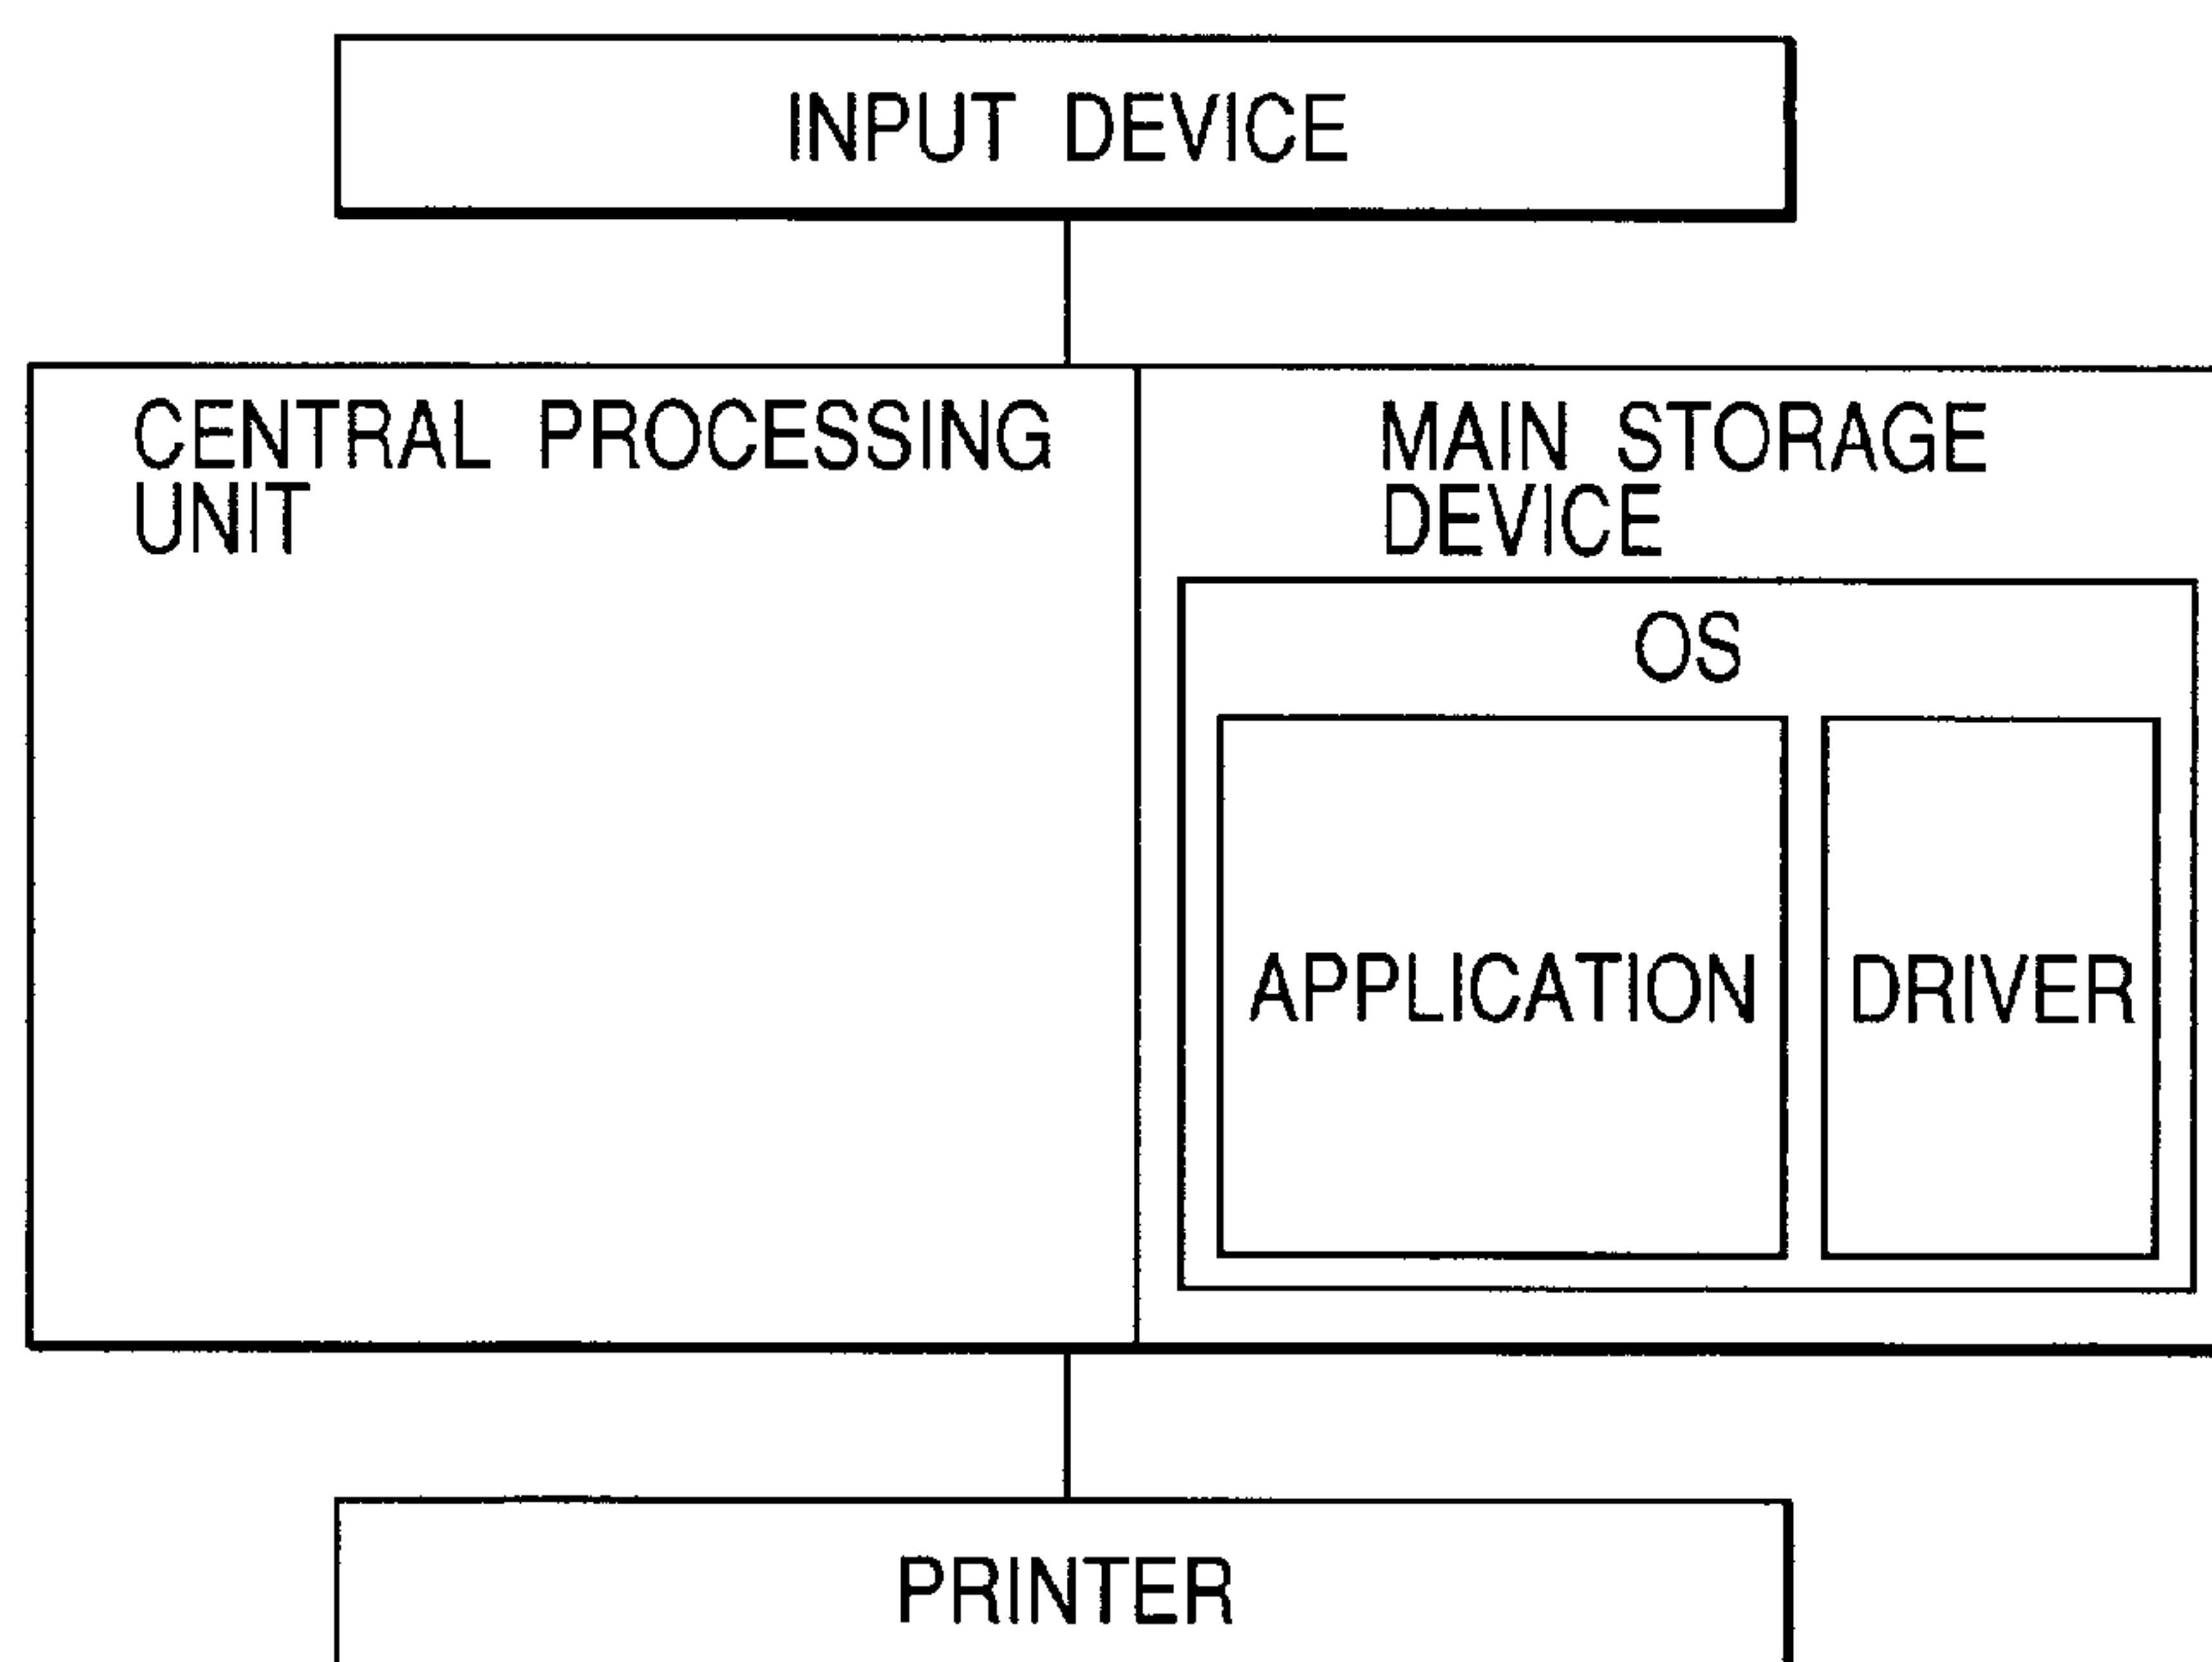 INPUT DEVICE
CENTRAL PROCESSING
UNIT
MAIN STORAGE
DEVICE
OS
APPLICATION
DRIVER
PRINTER